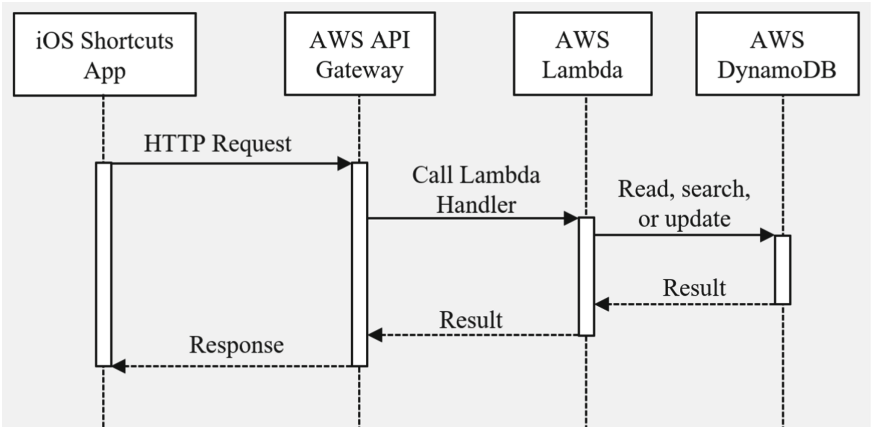 iOS Shortcuts
App
AWS API
Gateway
AWS
Lambda
AWS
DynamoDB
HTTP Request
Call Lambda
Handler
Read, search,
or update
Result
Result
Response